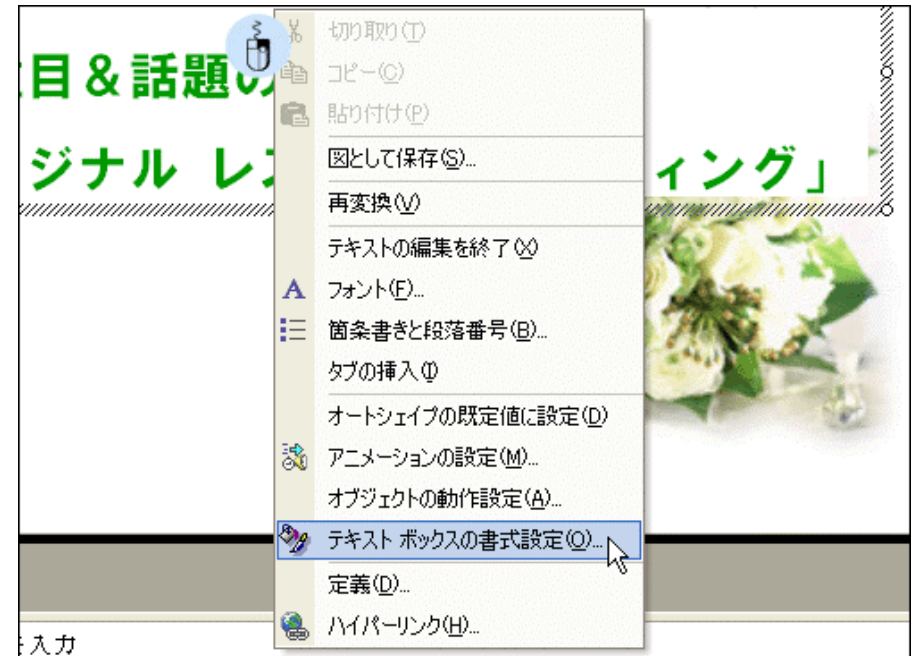 目＆話題の
ジナル レ
ィング」
切り取り(T)
コピー(C)
貼り付け(P)
図として保存(S)...
再変換(V)
テキストの編集を終了(X)
フォント(F)...
箇条書きと段落番号(B)...
タブの挿入(I)
オートシェイプの既定値に設定(D)
アニメーションの設定(M)...
オブジェクトの動作設定(A)...
テキスト ボックスの書式設定(O)...
定義(D)...
ハイパーリンク(H)...
入力